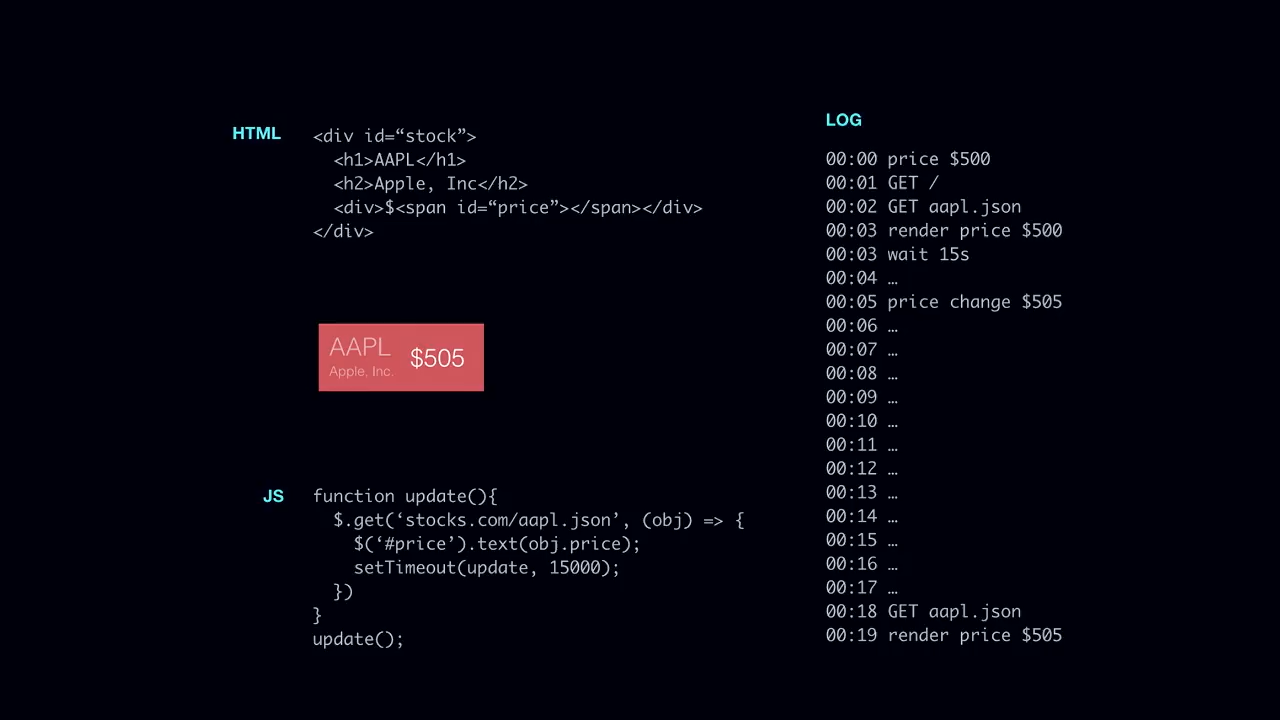 HTML
<div id=“stock”>
<h1>AAPL</h1>
<h2>Apple, Inc</h2>
<div>$<span id=“price”></span></div>
</div>
AAPL
Apple, Inc.
$505
JS
function update(){
$.get(‘stocks.com/aapl.json’, (obj) => {
$(‘#price’).text(obj.price);
setTimeout(update, 15000);
})
}
update();
LOG
00:00 price $500
00:01 GET /
00:02 GET aapl.json
00:03 render price $500
00:03 wait 15s
00:04 …
00:05 price change $505
00:06 …
00:07 …
00:08 …
00:09 …
00:10 …
00:11 …
00:12 …
00:13 …
00:14 …
00:15 …
00:16 …
00:17 …
00:18 GET aapl.json
00:19 render price $505